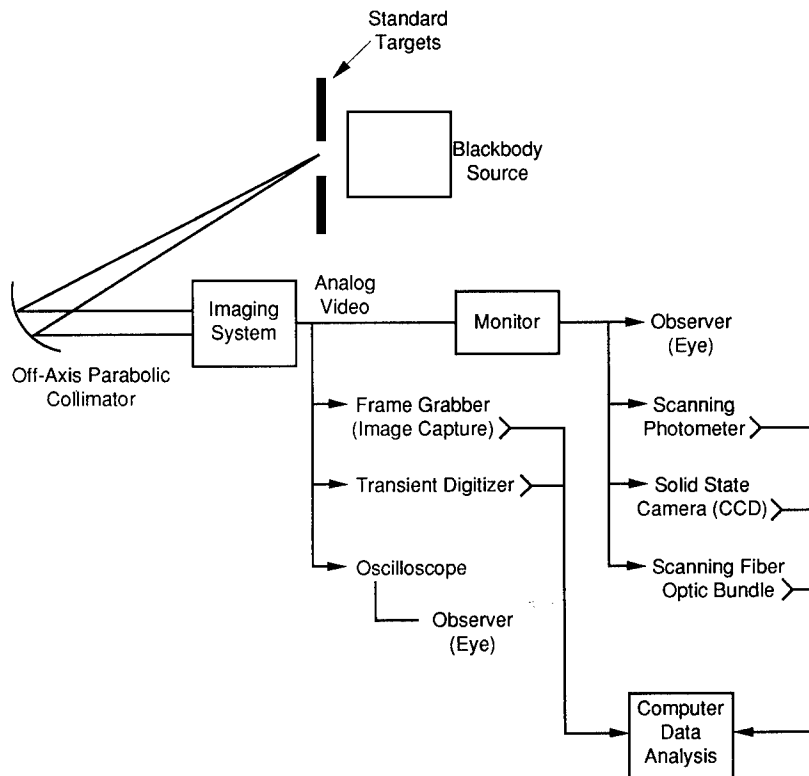 Standard
Targets
Blackbody
Source
Analog
Video
Imaging
System
Monitor
Observer
(Eye)
Off-Axis Parabolic
Collimator
Frame Grabber
(Image Capture)
Scanning
Photometer
Transient Digitizer
Solid State
Camera (CCD)
Oscilloscope
Scanning Fiber
Optic Bundle
Observer
(Eye)
Computer
Data
Analysis